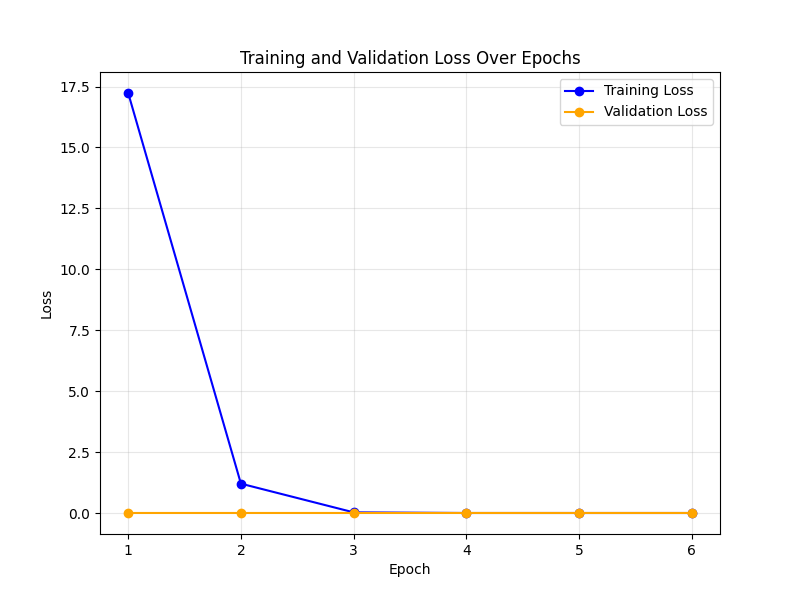 Training and Validation Loss Over Epochs
Training Loss
Validation Loss
17.5
15.0
12.5
10.0
7.5
5.0
2.5
0.0
Loss
1 2 3 4 5 6
Epoch